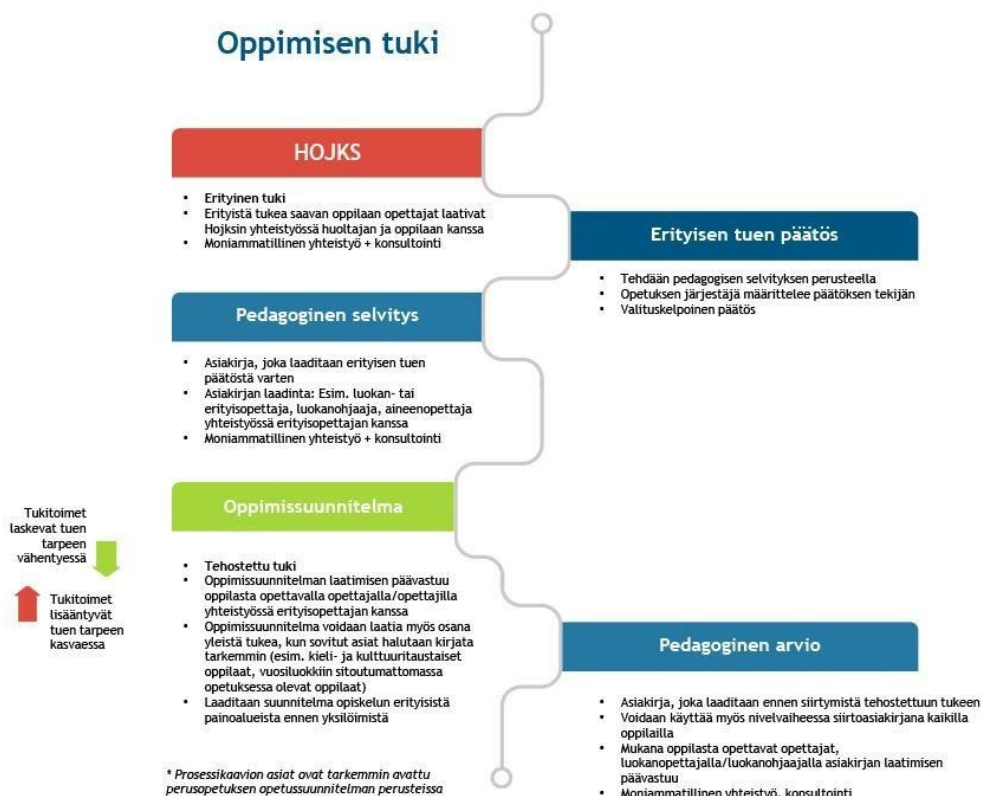 Oppimisen tuki
HOJKS
• Erityinen tuki
• Erityistä tukea saavan oppilaan opettajat laativat
Hojksin yhteistyössä huoltajan ja oppilaan kanssa
• Moniammatillinen yhteistyö + konsultointi
Erityisen tuen päätös
• Tehdään pedagogisen selvityksen perusteella
• Opetuksen järjestäjä määrittelee päätöksen tekijän
• Valituskelpoinen päätös
Pedagoginen selvitys
• Asiakirja, joka laaditaan erityisen tuen
päätöstä varten
• Asiakirjan laadinta: Esim. luokan- tai
erityisopettaja, luokanohjaaja, aineenopettaja
yhteistyössä erityisopettajan kanssa
• Moniammatillinen yhteistyö + konsultointi
Oppimissuunnitelma
• Tehostettu tuki
• Oppimissuunnitelman laatimisen päävastuu
oppilasta opettavalla opettajalla/opettajilla
yhteistyössä erityisopettajan kanssa
• Oppimissuunnitelma voidaan laatia myös osana
yleistä tukea, kun sovitut asiat halutaan kirjata
tarkemmin (esim. kieli- ja kulttuuritaustaiset
oppilaat, vuosiluokkiin sitoutumattomassa
opetuksessa olevat oppilaat)
• Laaditaan suunnitelma opiskelun erityisistä
painoalueista ennen yksilöimistä
Tukitoimet
laskevat tuen
tarpeen
vähentyessä
Tukitoimet
lisääntyvät
tuen tarpeen
kasvaessa
Pedagoginen arvio
• Asiakirja, joka laaditaan ennen siirtymistä tehostettuun tukeen
• Voidaan käyttää myös nivelvaiheessa siirtoasiakirjana kaikilla
oppilailla
• Mukana oppilasta opettavat opettajat,
luokanopettajalla/luokanohjaajalla asiakirjan laatimisen
päävastuu
• Moniammatillinen yhteistyö, konsultointi
* Prosessikaavion asiat ovat tarkemmin avattu
perusopetuksen opetussuunnitelman perusteissa